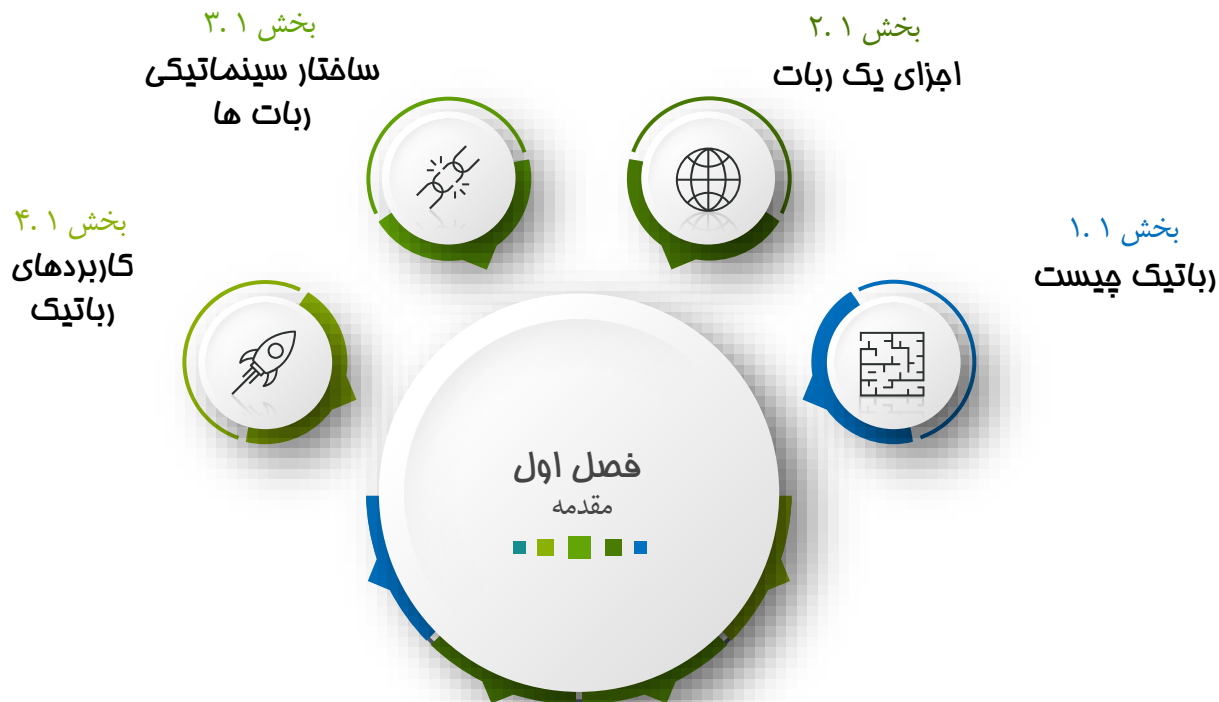 بخش ۱ .۱
رباتیک چیست
بخش ۱ .۲
اجزای یک ربات
بخش ۱ .۳
ساختار سینماتیکی
ربات ها
بخش ۱ .۴
کاربردهای
رباتیک
فصل اول
مقدمه